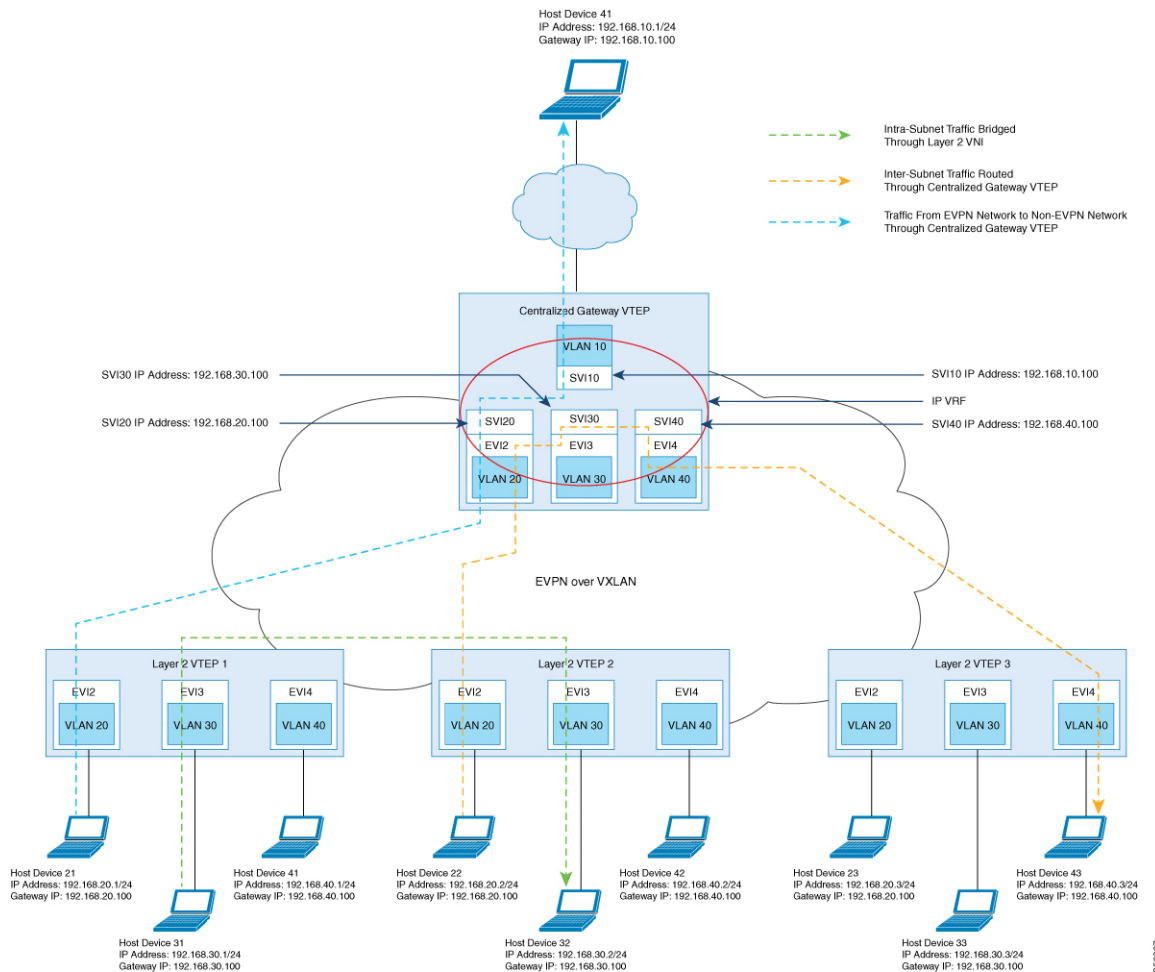 Host Device 41
IP Address: 192.168.10.1/24
Gateway IP: 192.168.10.100
Intra-Subnet Traffic Bridged
Through Layer 2 VNI
Inter-Subnet Traffic Routed
Through Centralized Gateway VTEP
Traffic From EVPN Network to Non-EVPN Network
Through Centralized Gateway VTEP
Centralized Gateway VTEP
VLAN 10
SVI10
SVI30 IP Address: 192.168.30.100
SVI10 IP Address: 192.168.10.100
IP VRF
SVI20 IP Address: 192.168.20.100
SVI40 IP Address: 192.168.40.100
SVI20
SVI30
SVI40
EVI2
EVI3
EVI4
VLAN 20
VLAN 30
VLAN 40
EVPN over VXLAN
Layer 2 VTEP 1
EVI2
EVI3
EVI4
VLAN 20
VLAN 30
VLAN 40
Layer 2 VTEP 2
EVI2
EVI3
EVI4
VLAN 20
VLAN 30
VLAN 40
Layer 2 VTEP 3
EVI2
EVI3
EVI4
VLAN 20
VLAN 30
VLAN 40
Host Device 21
IP Address: 192.168.20.1/24
Gateway IP: 192.168.20.100
Host Device 41
IP Address: 192.168.40.1/24
Gateway IP: 192.168.40.100
Host Device 22
IP Address: 192.168.20.2/24
Gateway IP: 192.168.20.100
Host Device 42
IP Address: 192.168.40.2/24
Gateway IP: 192.168.40.100
Host Device 23
IP Address: 192.168.20.3/24
Gateway IP: 192.168.20.100
Host Device 43
IP Address: 192.168.40.3/24
Gateway IP: 192.168.40.100
Host Device 31
IP Address: 192.168.30.1/24
Gateway IP: 192.168.30.100
Host Device 32
IP Address: 192.168.30.2/24
Gateway IP: 192.168.30.100
Host Device 33
IP Address: 192.168.30.3/24
Gateway IP: 192.168.30.100